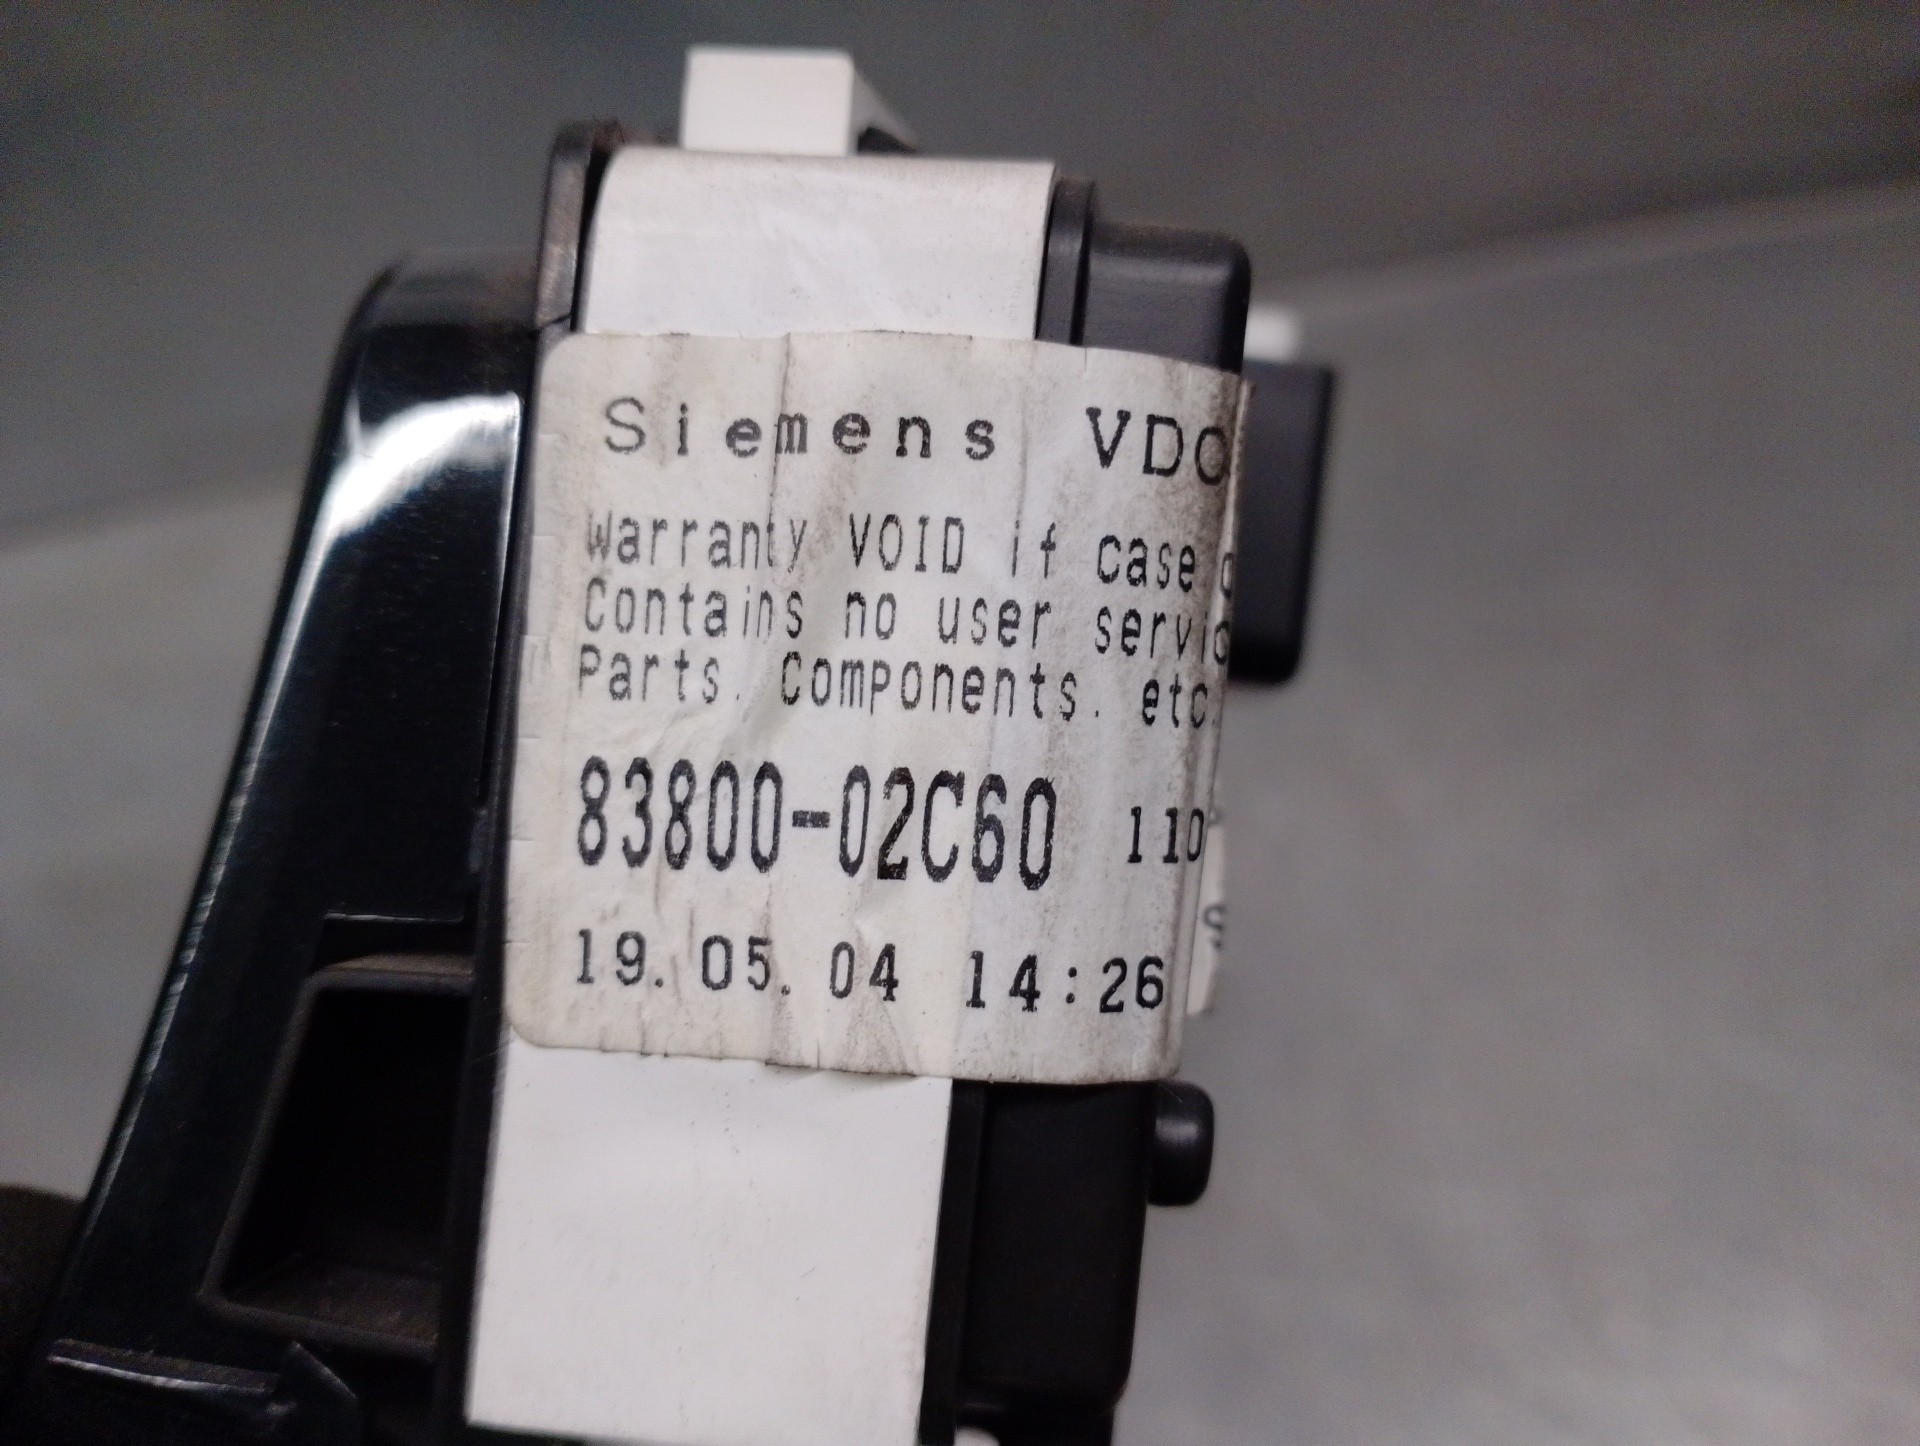 Siemens VDO
Warranty VOID if case
Contains no user
Parts. Components. etc.
83800-02C60 110
19.05.04 14:26